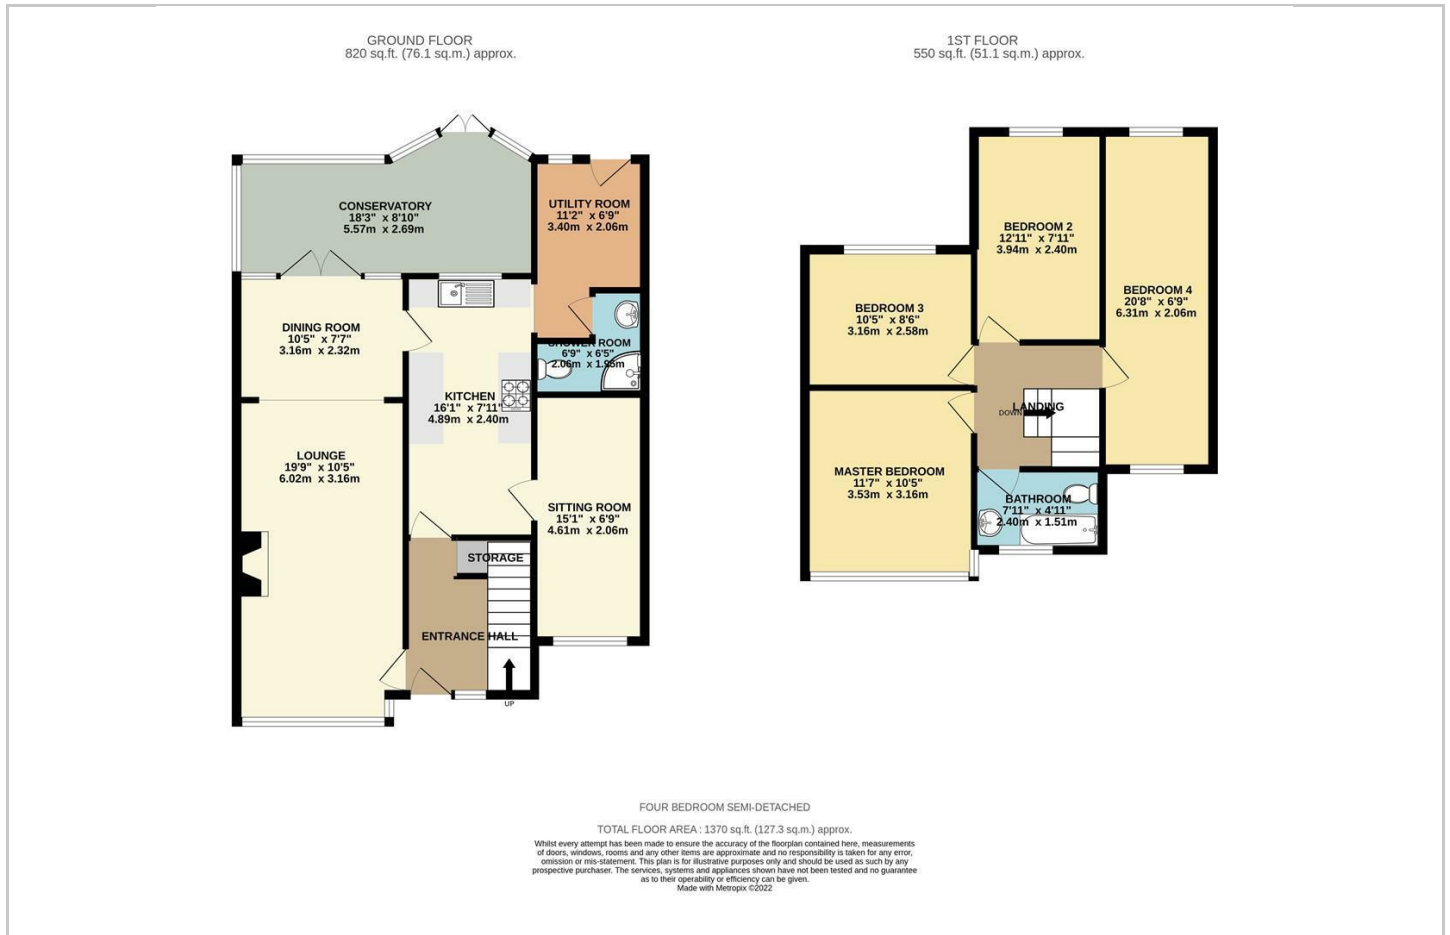 GROUND FLOOR
820 sq.ft. (76.1 sq.m.) approx.
CONSERVATORY
18'3" x 8'10"
5.57m x 2.69m
UTILITY ROOM
11'2" x 6'9"
3.40m x 2.06m
DINING ROOM
10'5" x 7'7"
3.16m x 2.32m
SHOWER ROOM
6'9" x 6'5"
2.06m x 1.96m
KITCHEN
16'1" x 7'11"
4.89m x 2.40m
LOUNGE
19'9" x 10'5"
6.02m x 3.16m
SITTING ROOM
15'1" x 6'9"
4.61m x 2.06m
STORAGE
ENTRANCE HALL
UP
1ST FLOOR
550 sq.ft. (51.1 sq.m.) approx.
BEDROOM 2
12'11" x 7'11"
3.94m x 2.40m
BEDROOM 4
20'8" x 6'9"
6.31m x 2.06m
BEDROOM 3
10'5" x 8'6"
3.16m x 2.58m
LANDING
DOWN
MASTER BEDROOM
11'7" x 10'5"
3.53m x 3.16m
BATHROOM
7'11" x 4'11"
2.40m x 1.51m
FOUR BEDROOM SEMI-DETACHED
TOTAL FLOOR AREA : 1370 sq.ft. (127.3 sq.m.) approx.
Whilst every attempt has been made to ensure the accuracy of the floorplan contained here, measurements
of doors, windows, rooms and any other items are approximate and no responsibility is taken for any error,
omission or mis-statement. This plan is for illustrative purposes only and should be used as such by any
prospective purchaser. The services, systems and appliances shown have not been tested and no guarantee
as to their operability or efficiency can be given.
Made with Metropix ©2022